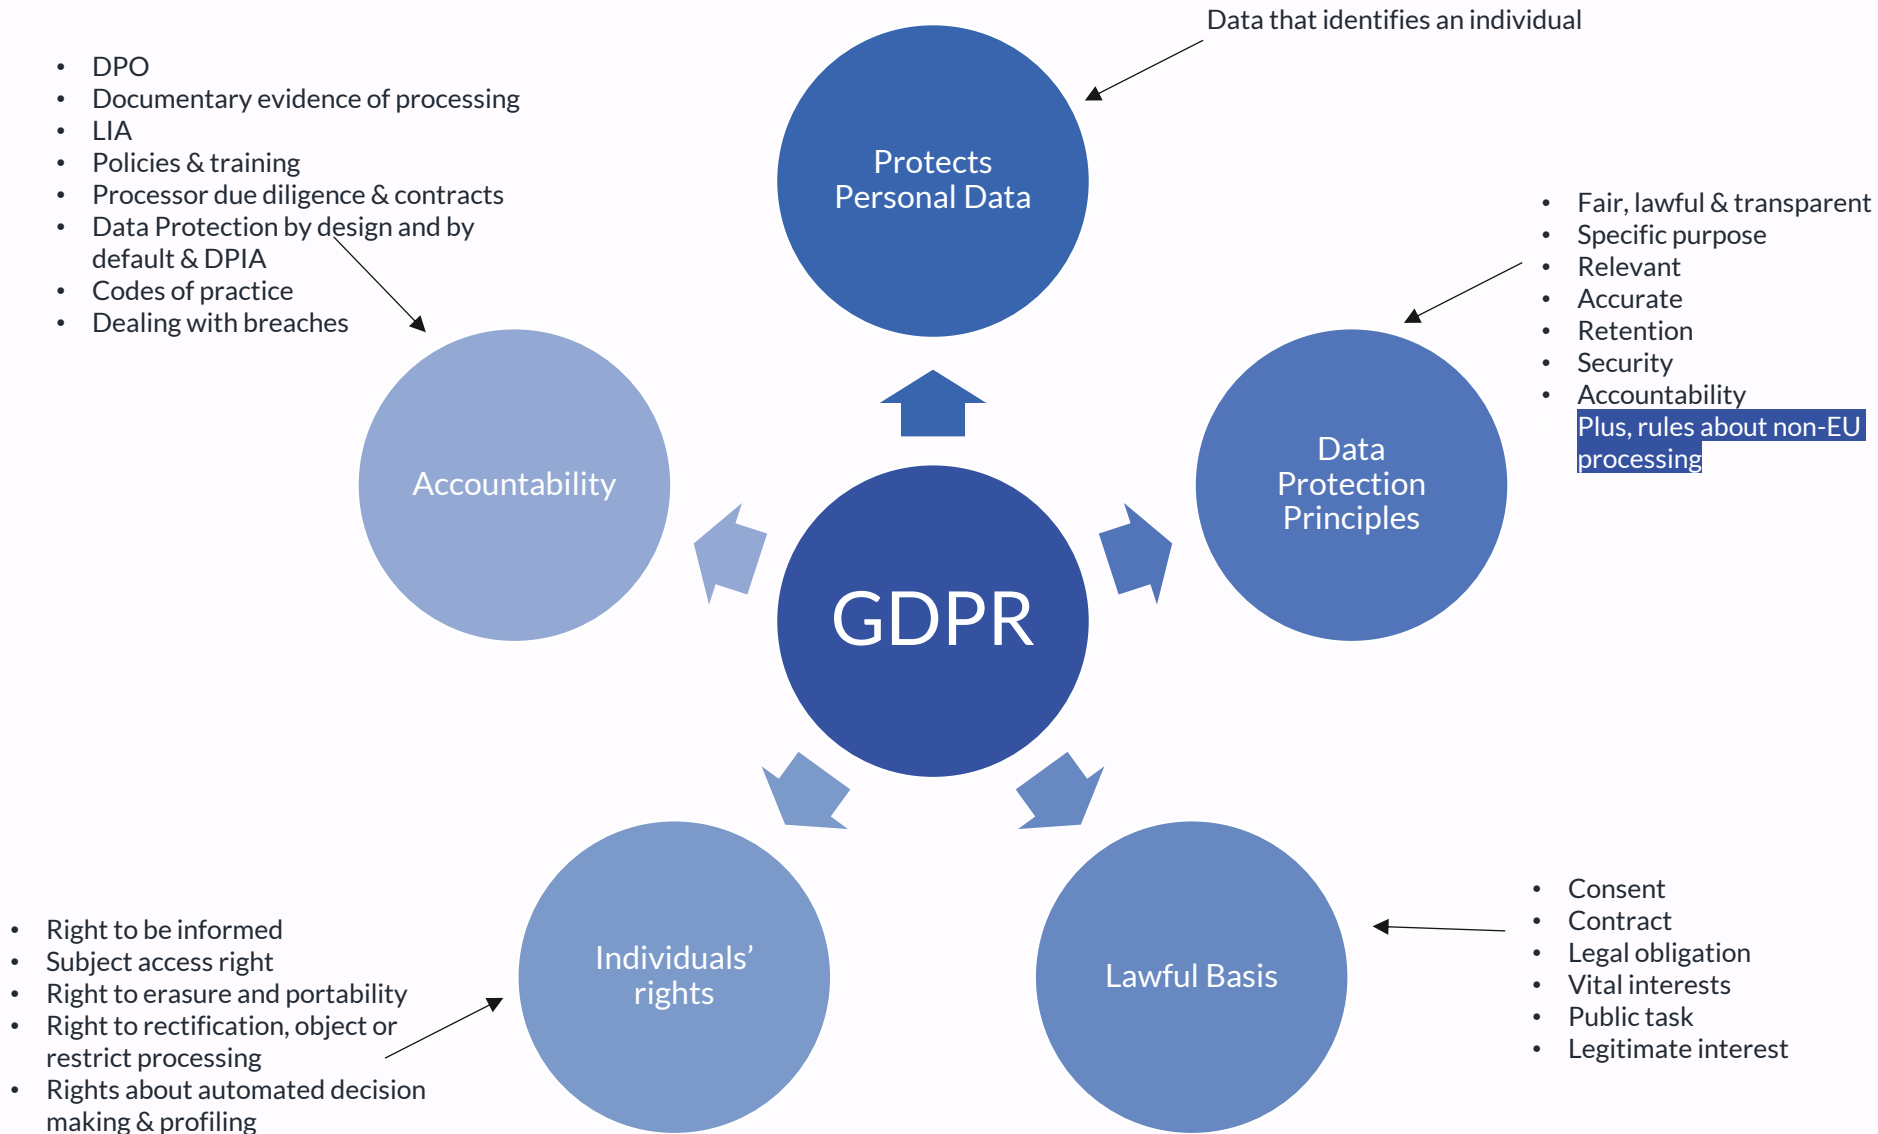 Data that identifies an individual
• DPO
• Documentary evidence of processing
• LIA
• Policies & training
• Processor due diligence & contracts
• Data Protection by design and by
default & DPIA
• Codes of practice
• Dealing with breaches
Protects
Personal Data
• Fair, lawful & transparent
• Specific purpose
• Relevant
• Accurate
• Retention
• Security
• Accountability
Plus, rules about non-EU
processing
Accountability
Data
Protection
Principles
GDPR
• Right to be informed
• Subject access right
• Right to erasure and portability
• Right to rectification, object or
restrict processing
• Rights about automated decision
making & profiling
Individuals’
rights
Lawful Basis
• Consent
• Contract
• Legal obligation
• Vital interests
• Public task
• Legitimate interest